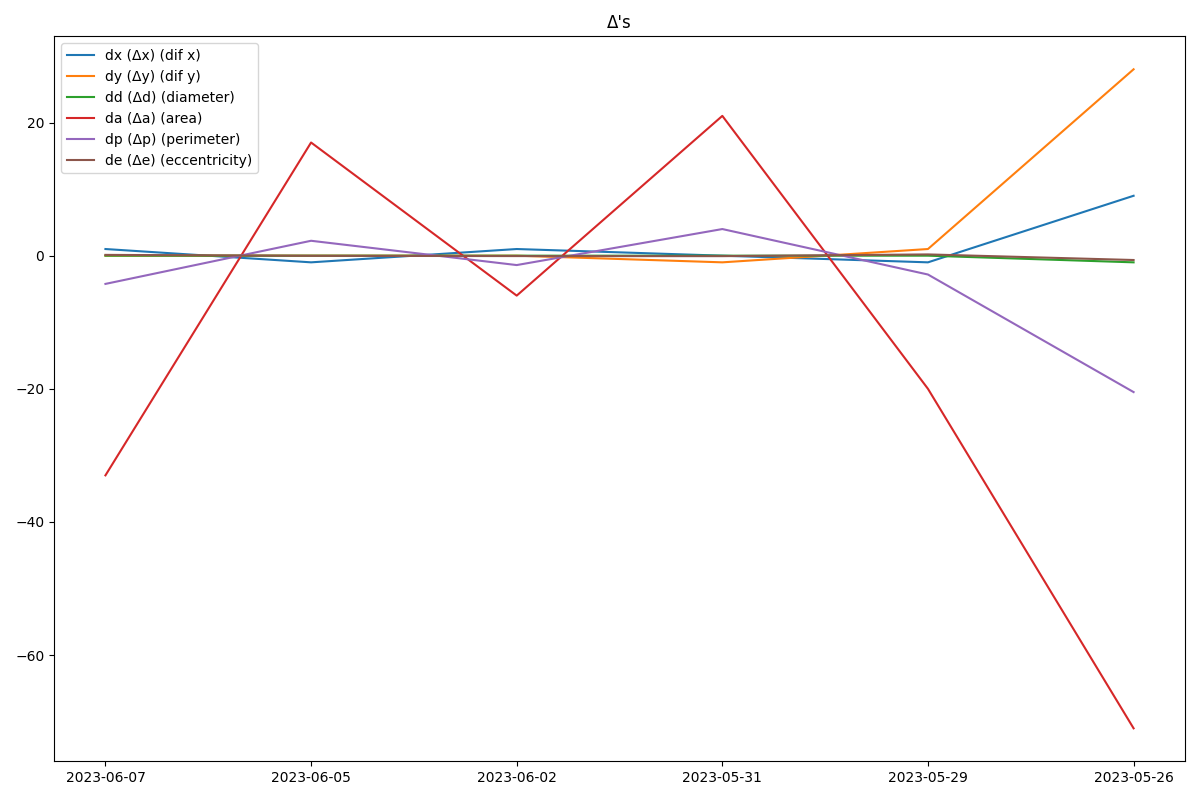 Δ's
dx (Δx) (dif x)
dy (Δy) (dif y)
dd (Δd) (diameter)
da (Δa) (area)
dp (Δp) (perimeter)
de (Δe) (eccentricity)
20
0
−20
−40
−60
2023-06-07 2023-06-05 2023-06-02 2023-05-31 2023-05-29 2023-05-26